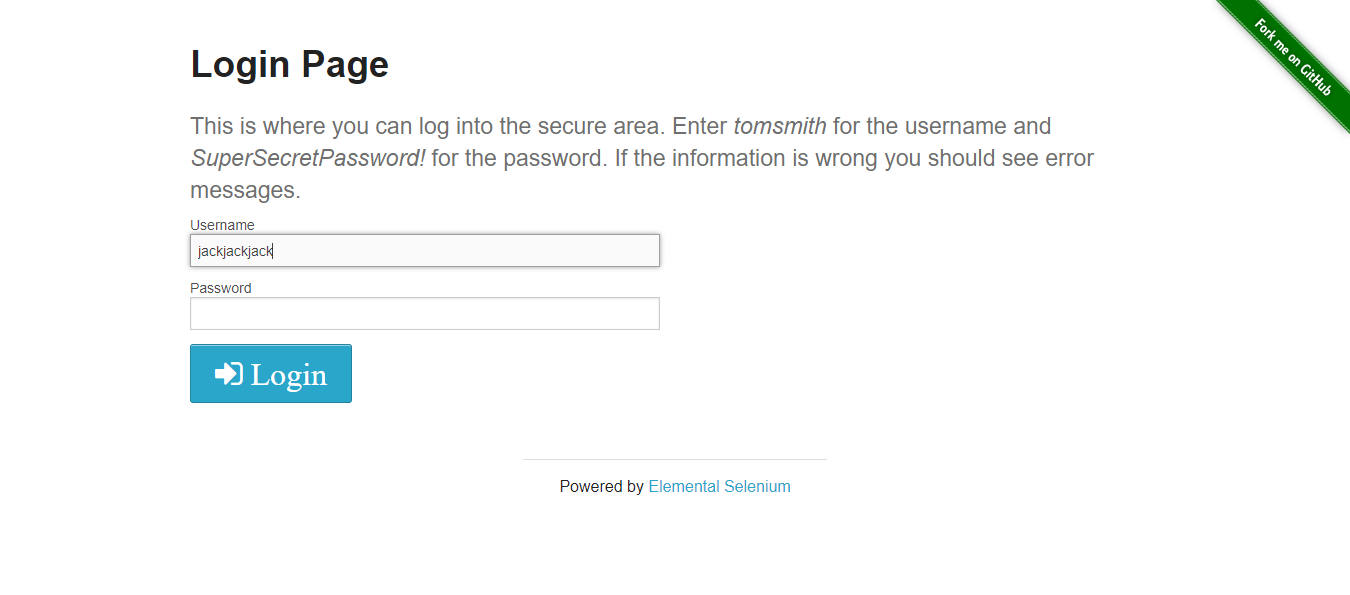 Fork me on GitHub
Login Page
This is where you can log into the secure area. Enter tomsmith for the username and
SuperSecretPassword! for the password. If the information is wrong you should see error
messages.
Username
jackjackjack
Password
Login
Powered by Elemental Selenium